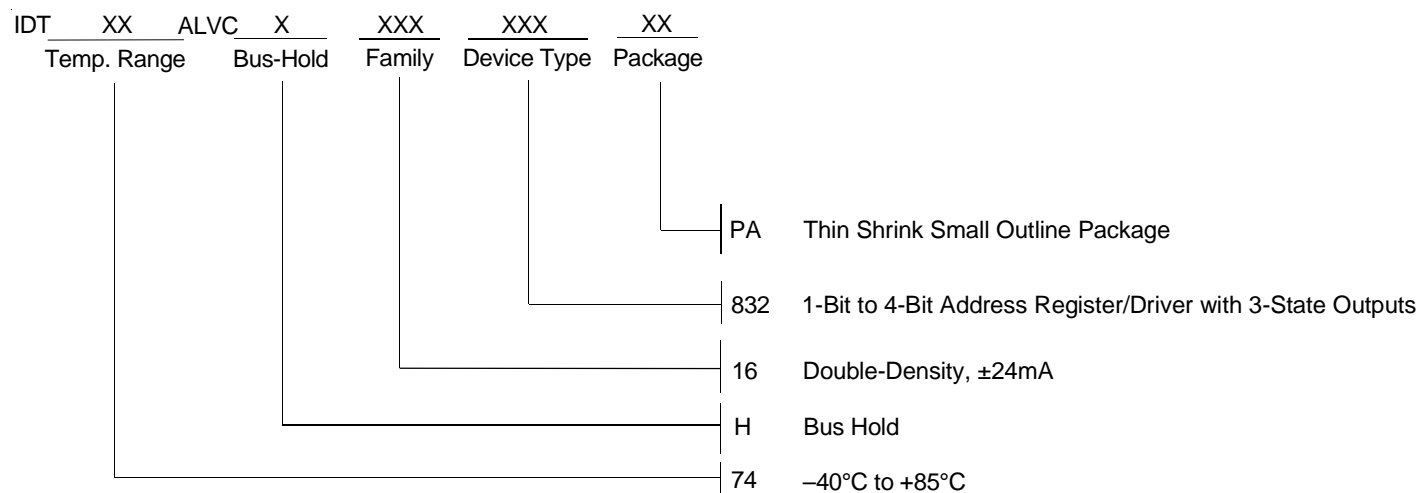 IDT XX ALVC X XXX XXX XX
Temp. Range Bus-Hold Family Device Type Package
PA Thin Shrink Small Outline Package
832 1-Bit to 4-Bit Address Register/Driver with 3-State Outputs
16 Double-Density, ±24mA
H Bus Hold
74 –40°C to +85°C